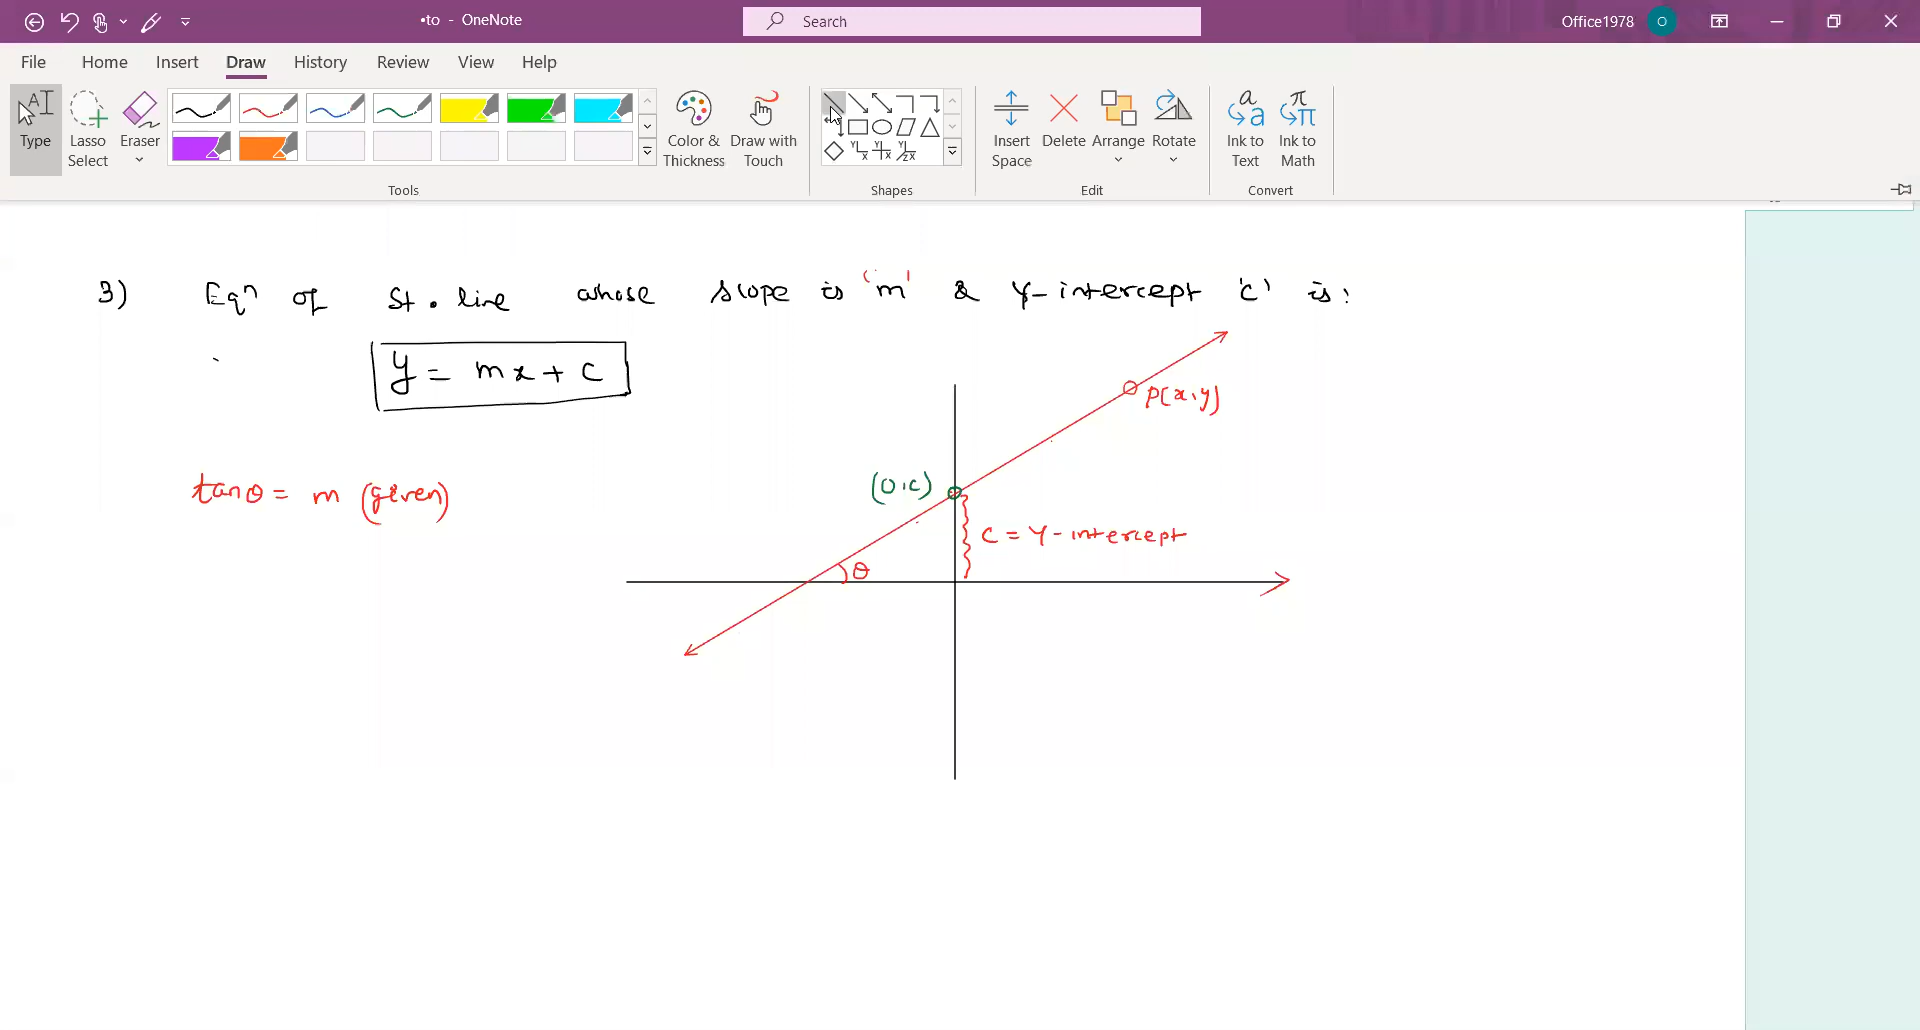 •to - OneNote
Search
Office1978
O
File Home Insert Draw History Review View Help
Type
Lasso Select
Eraser
Color & Thickness
Draw with Touch
Insert Space
Delete
Arrange
Rotate
Ink to Text
Ink to Math
Tools
Shapes
Edit
Convert
3) Eqn of St. line whose slope is 'm' & Y-intercept 'c' is:
y = mx + c
P(x,y)
tanθ = m (given)
(0,c)
c = Y-intercept
θ